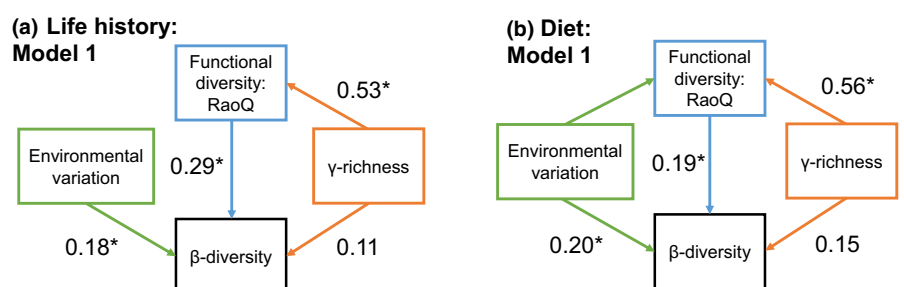 (a) Life history:
Model 1
Functional
diversity:
RaoQ
0.53*
Environmental
variation
0.29*
γ-richness
0.18*
β-diversity
0.11
(b) Diet:
Model 1
Functional
diversity:
RaoQ
0.56*
Environmental
variation
0.19*
γ-richness
0.20*
β-diversity
0.15